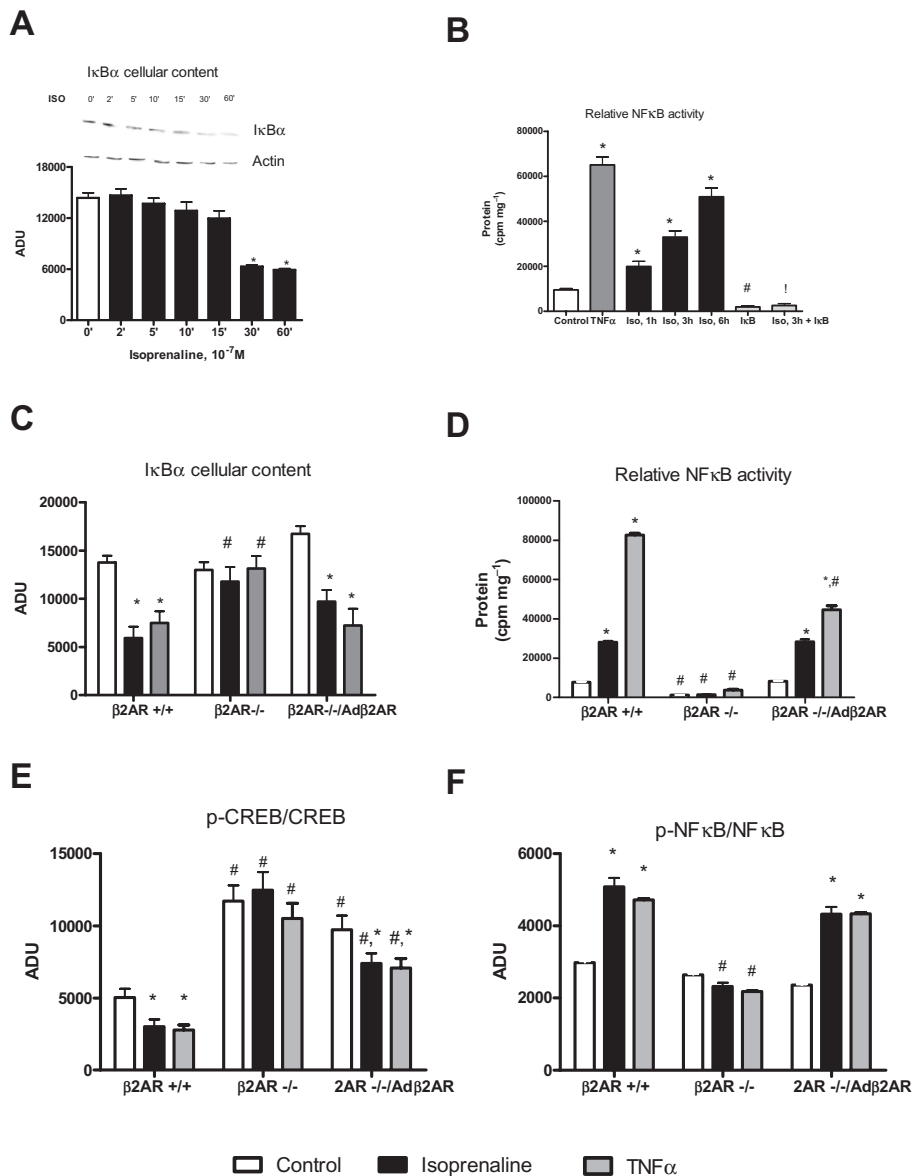 A
IκBα cellular content
ISO 0' 2' 5' 10' 15' 30' 60'
IκBα
Actin
18000
12000
6000
0
ADU
* *
0' 2' 5' 10' 15' 30' 60'
Isoprenaline, 10⁻⁷M
B
Relative NFκB activity
80000
60000
40000
20000
0
Protein
(cpm mg⁻¹)
* * * * # !
Control TNFα Iso, 1h Iso, 3h Iso, 6h IκB Iso, 3h + IκB
C
IκBα cellular content
20000
15000
10000
5000
0
ADU
* * # # * *
β2AR +/+ β2AR-/- β2AR-/-/Adβ2AR
D
Relative NFκB activity
100000
80000
60000
40000
20000
0
Protein
(cpm mg⁻¹)
* * # # # * *,#
β2AR +/+ β2AR -/- β2AR -/-/Adβ2AR
E
p-CREB/CREB
15000
10000
5000
0
ADU
* * # # # # #,* #,*
β2AR +/+ β2AR -/- 2AR -/-/Adβ2AR
F
p-NFκB/NFκB
6000
4000
2000
0
ADU
* * # # * *
β2AR +/+ β2AR -/- 2AR -/-/Adβ2AR
Control Isoprenaline TNFα